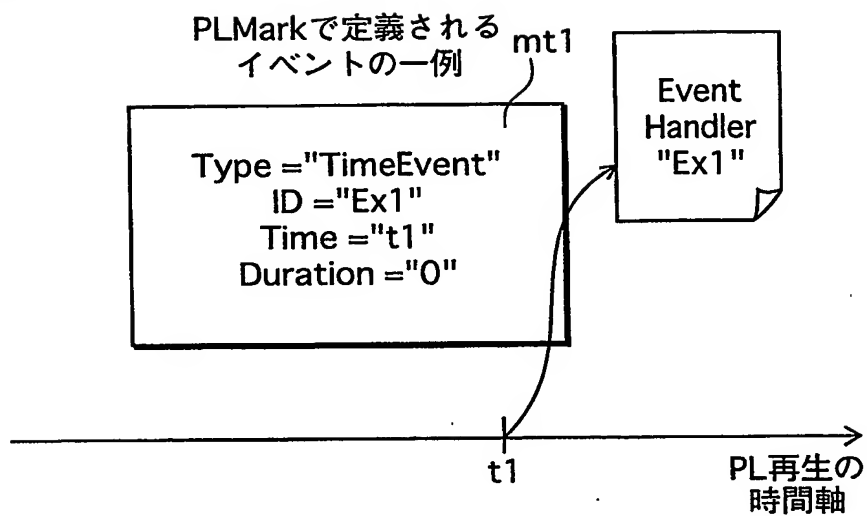 PLMarkで定義される
イベントの一例
mt1
Type ="TimeEvent"
ID ="Ex1"
Time ="t1"
Duration ="0"
Event
Handler
"Ex1"
t1
PL再生の
時間軸